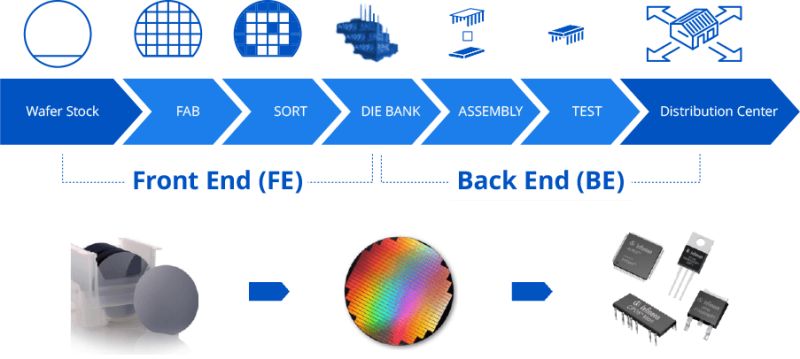 Wafer Stock
FAB
SORT
DIE BANK
ASSEMBLY
TEST
Distribution Center
Front End (FE)
Back End (BE)
Infineon
Infineon
Infineon